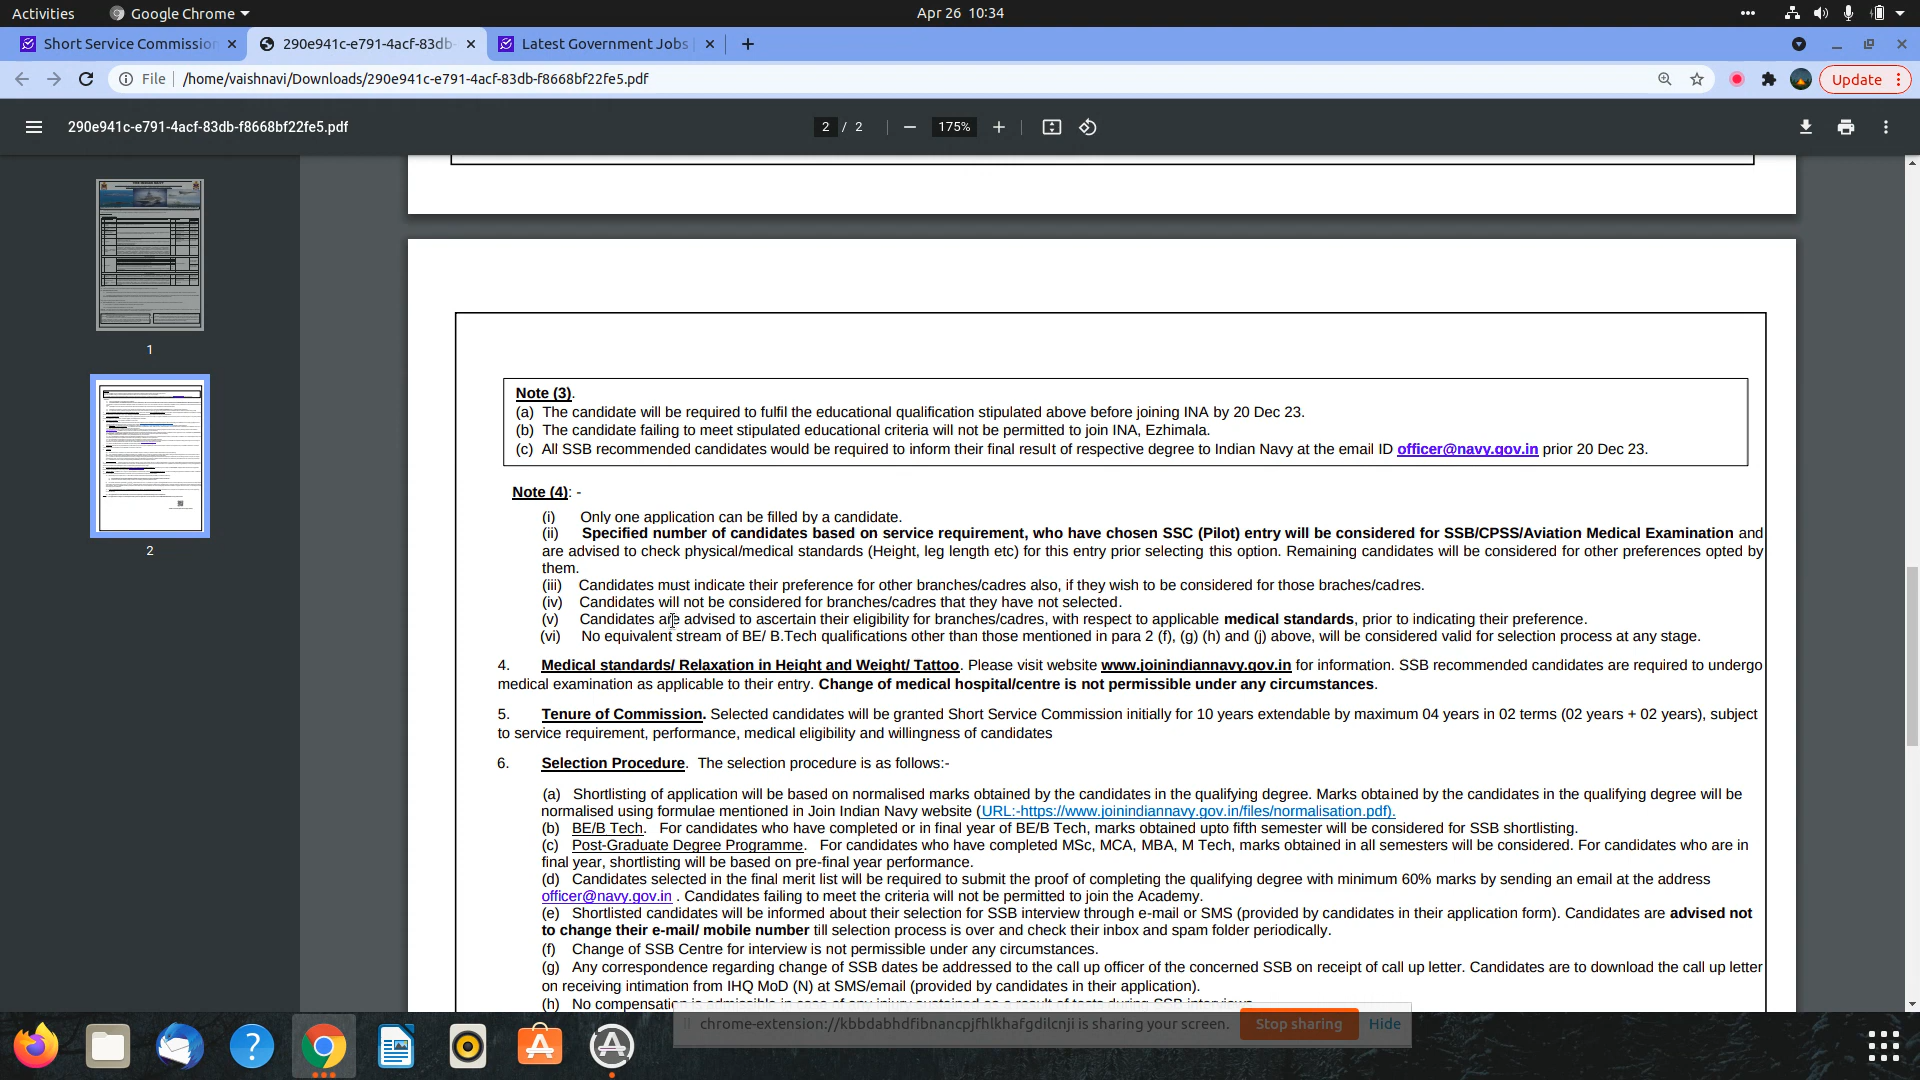 Activities Google Chrome Apr 26 10:34
Short Service Commission 290e941c-e791-4acf-83db- Latest Government Jobs
File /home/vaishnavi/Downloads/290e941c-e791-4acf-83db-f8668bf22fe5.pdf Update
290e941c-e791-4acf-83db-f8668bf22fe5.pdf 2 / 2 175%
1
2
Note (3).
(a) The candidate will be required to fulfil the educational qualification stipulated above before joining INA by 20 Dec 23.
(b) The candidate failing to meet stipulated educational criteria will not be permitted to join INA, Ezhimala.
(c) All SSB recommended candidates would be required to inform their final result of respective degree to Indian Navy at the email ID officer@navy.gov.in prior 20 Dec 23.
Note (4): -
(i) Only one application can be filled by a candidate.
(ii) Specified number of candidates based on service requirement, who have chosen SSC (Pilot) entry will be considered for SSB/CPSS/Aviation Medical Examination and
are advised to check physical/medical standards (Height, leg length etc) for this entry prior selecting this option. Remaining candidates will be considered for other preferences opted by
them.
(iii) Candidates must indicate their preference for other branches/cadres also, if they wish to be considered for those braches/cadres.
(iv) Candidates will not be considered for branches/cadres that they have not selected.
(v) Candidates are advised to ascertain their eligibility for branches/cadres, with respect to applicable medical standards, prior to indicating their preference.
(vi) No equivalent stream of BE/ B.Tech qualifications other than those mentioned in para 2 (f), (g) (h) and (j) above, will be considered valid for selection process at any stage.
4. Medical standards/ Relaxation in Height and Weight/ Tattoo. Please visit website www.joinindiannavy.gov.in for information. SSB recommended candidates are required to undergo
medical examination as applicable to their entry. Change of medical hospital/centre is not permissible under any circumstances.
5. Tenure of Commission. Selected candidates will be granted Short Service Commission initially for 10 years extendable by maximum 04 years in 02 terms (02 years + 02 years), subject
to service requirement, performance, medical eligibility and willingness of candidates
6. Selection Procedure. The selection procedure is as follows:-
(a) Shortlisting of application will be based on normalised marks obtained by the candidates in the qualifying degree. Marks obtained by the candidates in the qualifying degree will be
normalised using formulae mentioned in Join Indian Navy website (URL:-https://www.joinindiannavy.gov.in/files/normalisation.pdf).
(b) BE/B Tech. For candidates who have completed or in final year of BE/B Tech, marks obtained upto fifth semester will be considered for SSB shortlisting.
(c) Post-Graduate Degree Programme. For candidates who have completed MSc, MCA, MBA, M Tech, marks obtained in all semesters will be considered. For candidates who are in
final year, shortlisting will be based on pre-final year performance.
(d) Candidates selected in the final merit list will be required to submit the proof of completing the qualifying degree with minimum 60% marks by sending an email at the address
officer@navy.gov.in . Candidates failing to meet the criteria will not be permitted to join the Academy.
(e) Shortlisted candidates will be informed about their selection for SSB interview through e-mail or SMS (provided by candidates in their application form). Candidates are advised not
to change their e-mail/ mobile number till selection process is over and check their inbox and spam folder periodically.
(f) Change of SSB Centre for interview is not permissible under any circumstances.
(g) Any correspondence regarding change of SSB dates be addressed to the call up officer of the concerned SSB on receipt of call up letter. Candidates are to download the call up letter
on receiving intimation from IHQ MoD (N) at SMS/email (provided by candidates in their application).
(h) No compensation is admissible in case of any injury sustained as a result of tests during SSB interviews.
chrome-extension://kbbdabhdfibnancpjfhlkhafgdilcnji is sharing your screen. Stop sharing Hide